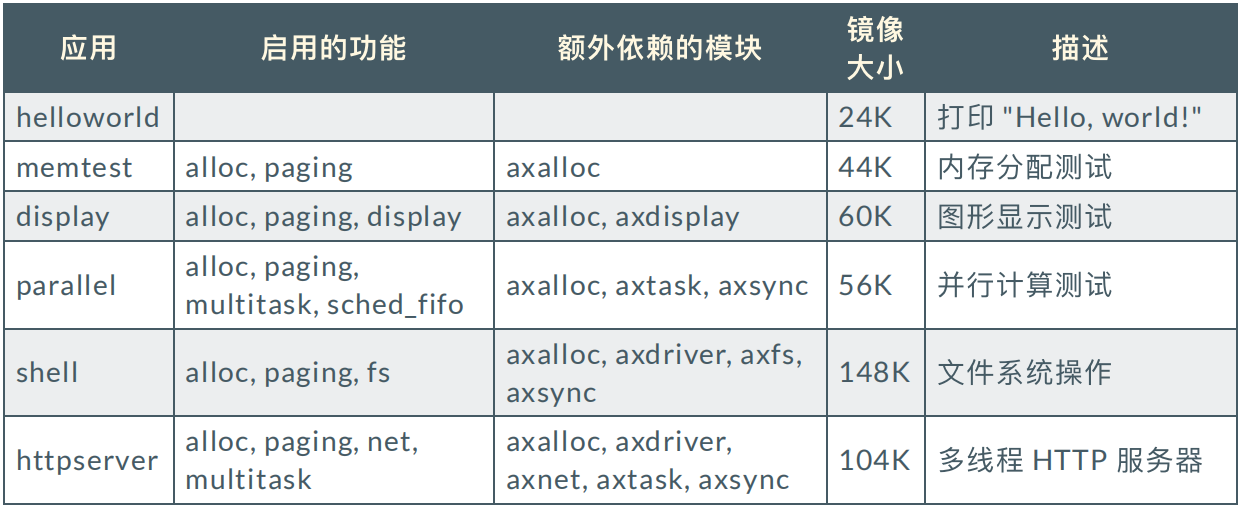 应用 启用的功能 额外依赖的模块 镜像大小 描述
helloworld 24K 打印 "Hello, world!"
memtest alloc, paging axalloc 44K 内存分配测试
display alloc, paging, display axalloc, axdisplay 60K 图形显示测试
parallel alloc, paging,
multitask, sched_fifo axalloc, axtask, axsync 56K 并行计算测试
shell alloc, paging, fs axalloc, axdriver, axfs,
axsync 148K 文件系统操作
httpserver alloc, paging, net,
multitask axalloc, axdriver,
axnet, axtask, axsync 104K 多线程 HTTP 服务器